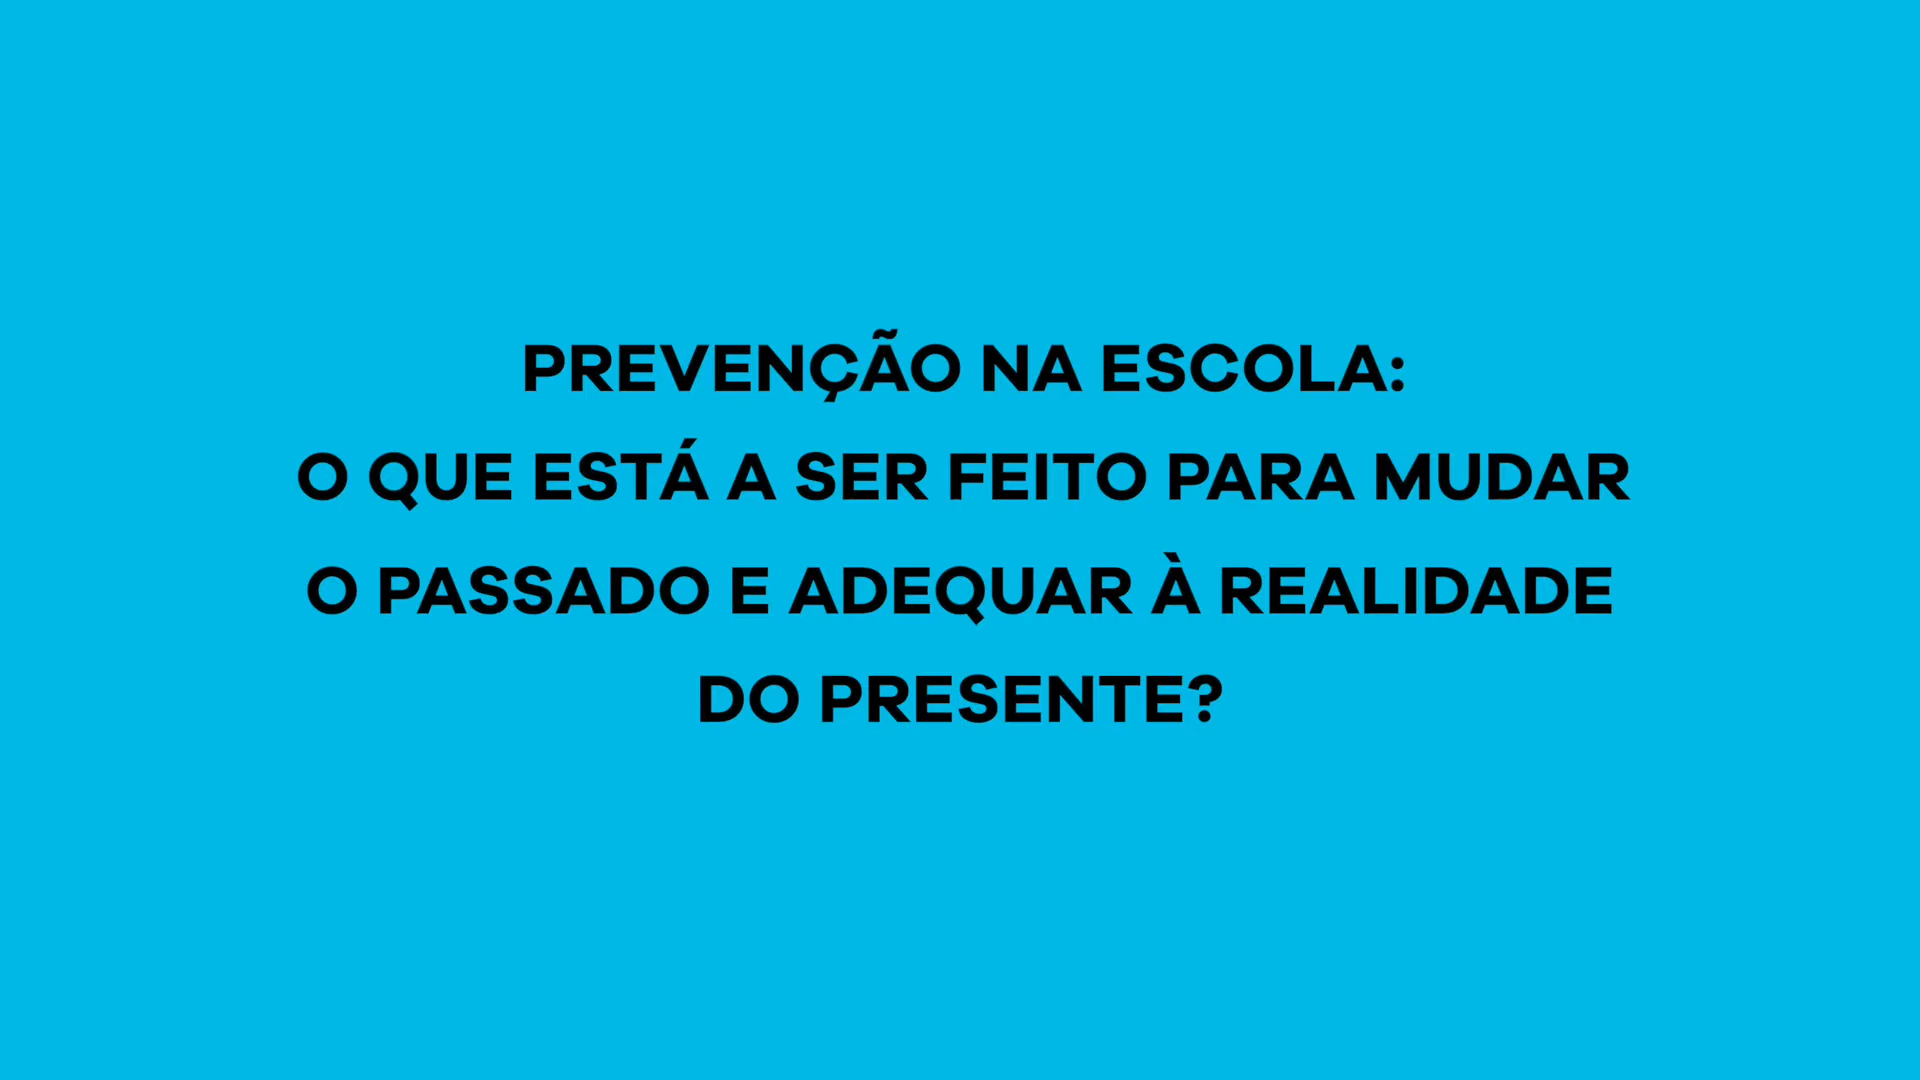 PREVENÇÃO NA ESCOLA:
O QUE ESTÁ A SER FEITO PARA MUDAR
O PASSADO E ADEQUAR À REALIDADE
DO PRESENTE?